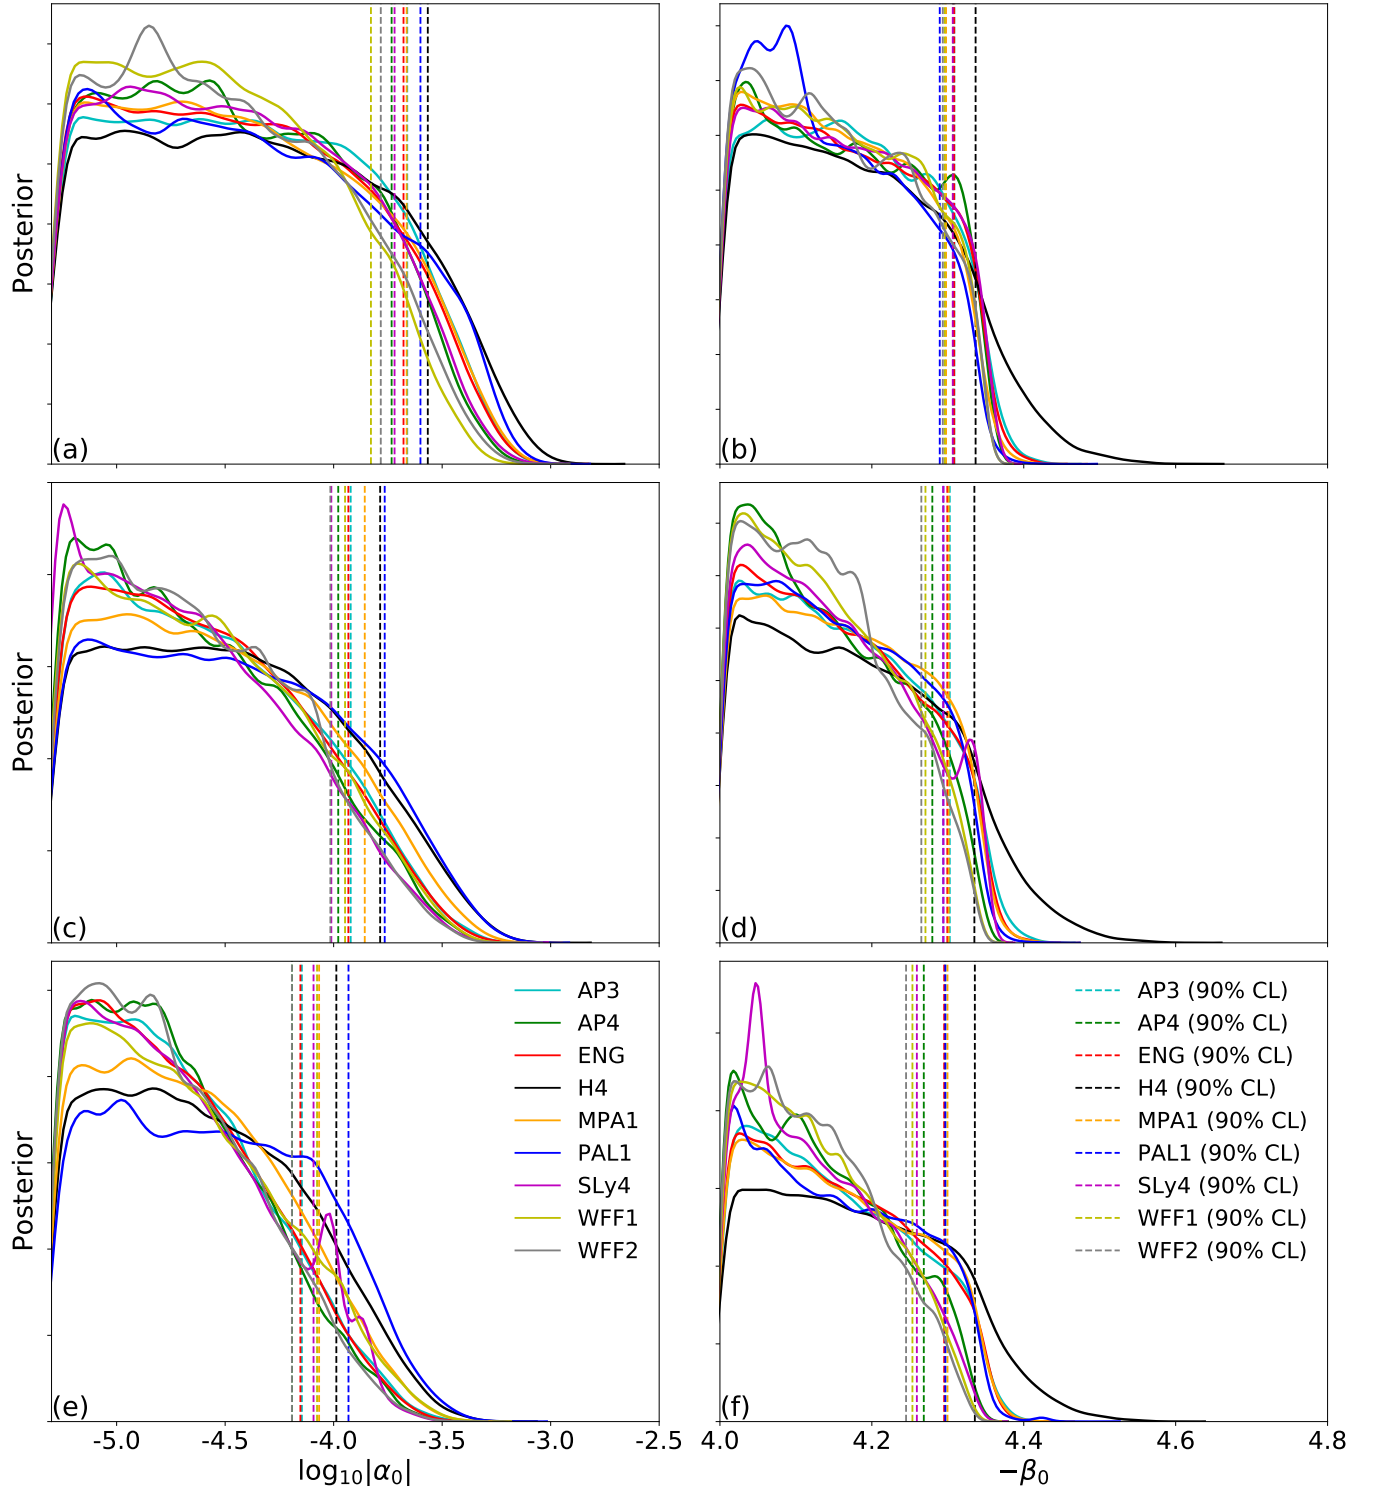 Posterior
(a)
(b)
Posterior
(c)
(d)
Posterior
AP3
AP4
ENG
H4
MPA1
PAL1
SLy4
WFF1
WFF2
(e)
-5.0 -4.5 -4.0 -3.5 -3.0 -2.5
log₁₀|α₀|
AP3 (90% CL)
AP4 (90% CL)
ENG (90% CL)
H4 (90% CL)
MPA1 (90% CL)
PAL1 (90% CL)
SLy4 (90% CL)
WFF1 (90% CL)
WFF2 (90% CL)
(f)
4.0 4.2 4.4 4.6 4.8
−β₀